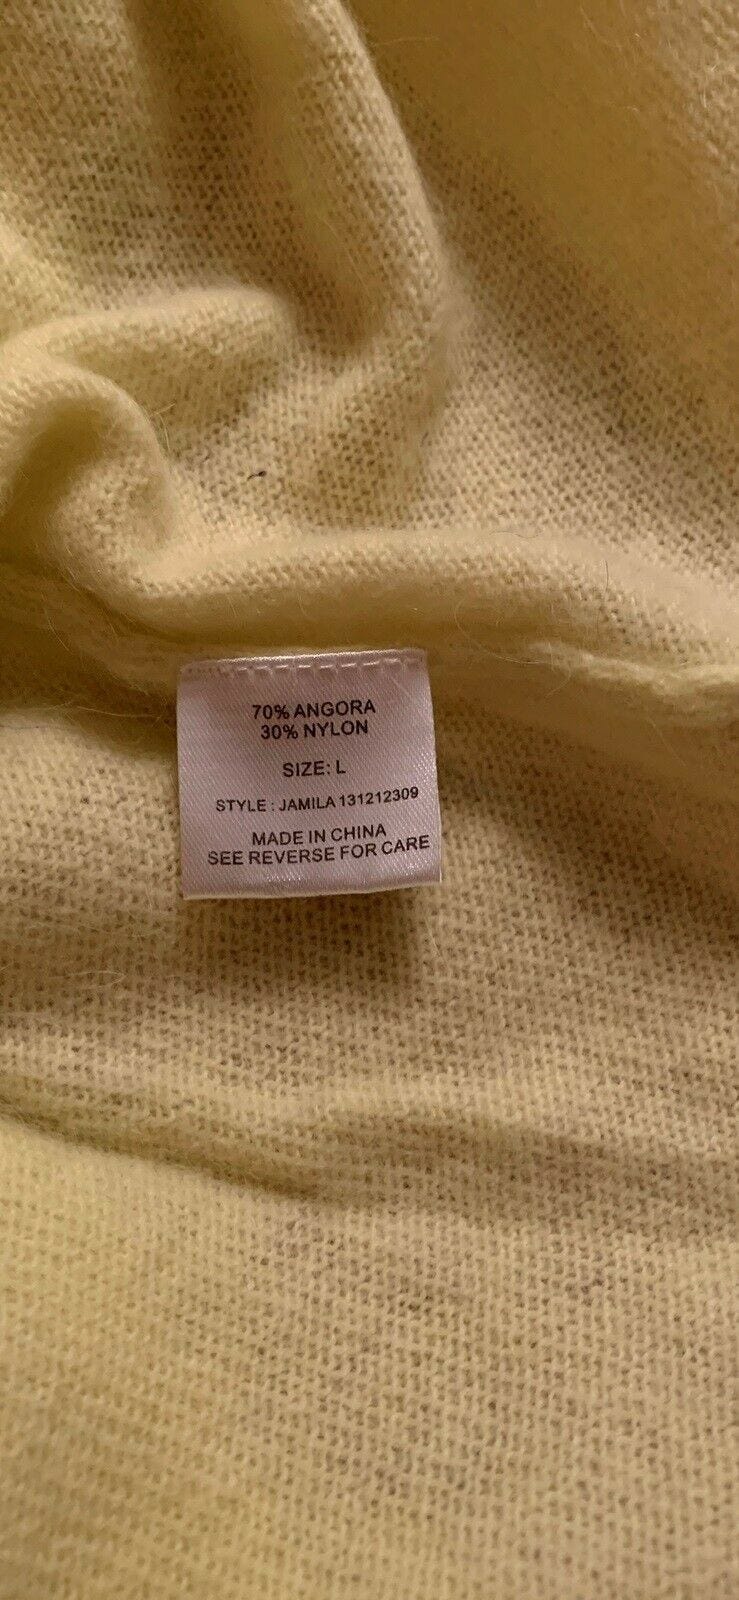 70% ANGORA
30% NYLON
SIZE: L
STYLE : JAMILA 131212309
MADE IN CHINA
SEE REVERSE FOR CARE